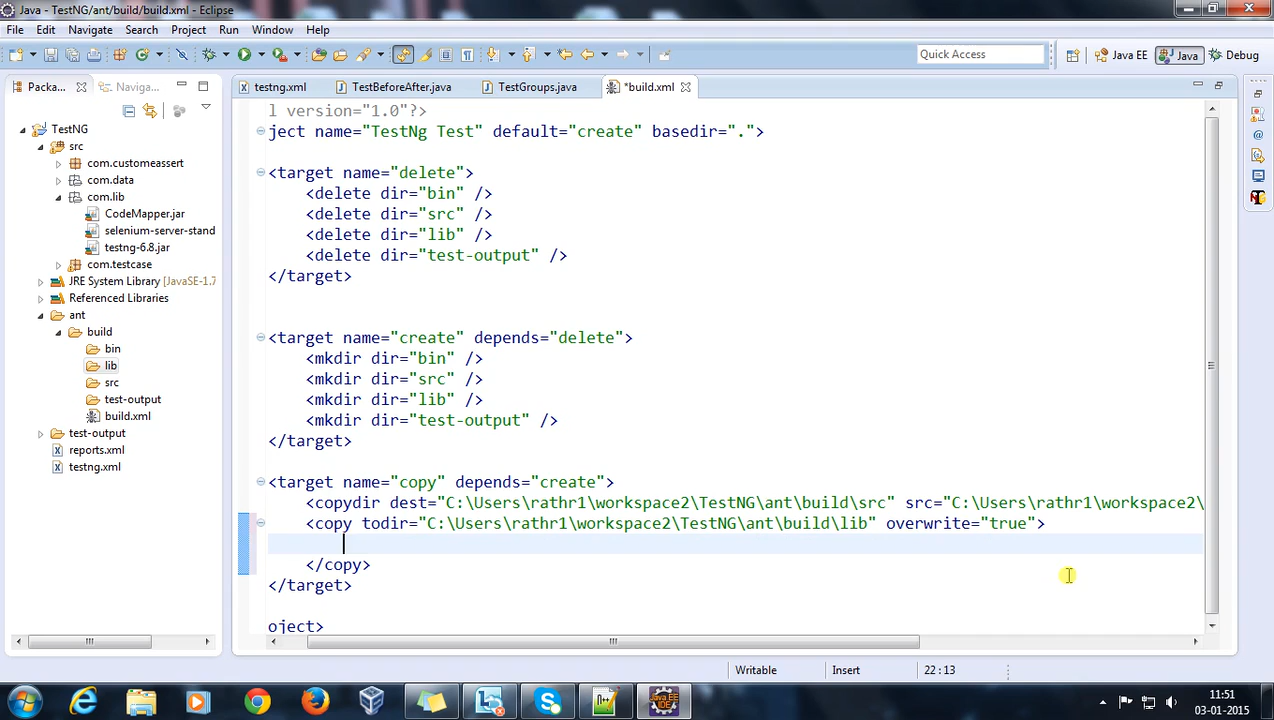 Java - TestNG/ant/build/build.xml - Eclipse
File Edit Navigate Search Project Run Window Help
Quick Access Java EE Java Debug
Packa... Naviga... testng.xml TestBeforeAfter.java TestGroups.java *build.xml
TestNG
src
com.customeassert
com.data
com.lib
CodeMapper.jar
selenium-server-stand
testng-6.8.jar
com.testcase
JRE System Library [JavaSE-1.7
Referenced Libraries
ant
build
bin
lib
src
test-output
build.xml
test-output
reports.xml
testng.xml
l version="1.0"?>
ject name="TestNg Test" default="create" basedir=".">
<target name="delete">
<delete dir="bin" />
<delete dir="src" />
<delete dir="lib" />
<delete dir="test-output" />
</target>
<target name="create" depends="delete">
<mkdir dir="bin" />
<mkdir dir="src" />
<mkdir dir="lib" />
<mkdir dir="test-output" />
</target>
<target name="copy" depends="create">
<copydir dest="C:\Users\rathr1\workspace2\TestNG\ant\build\src" src="C:\Users\rathr1\workspace2\
<copy todir="C:\Users\rathr1\workspace2\TestNG\ant\build\lib" overwrite="true">
</copy>
</target>
oject>
Writable Insert 22:13
11:51
03-01-2015